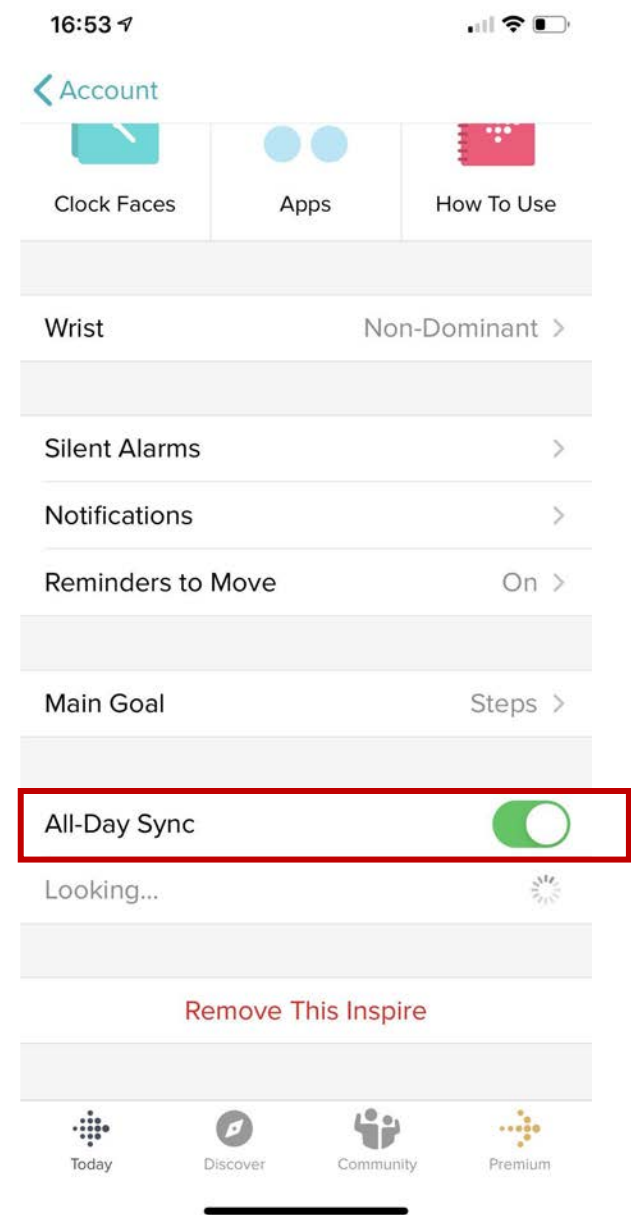 16:53
Account
Clock Faces Apps How To Use
Wrist Non-Dominant
Silent Alarms
Notifications
Reminders to Move On
Main Goal Steps
All-Day Sync
Looking...
Remove This Inspire
Today Discover Community Premium